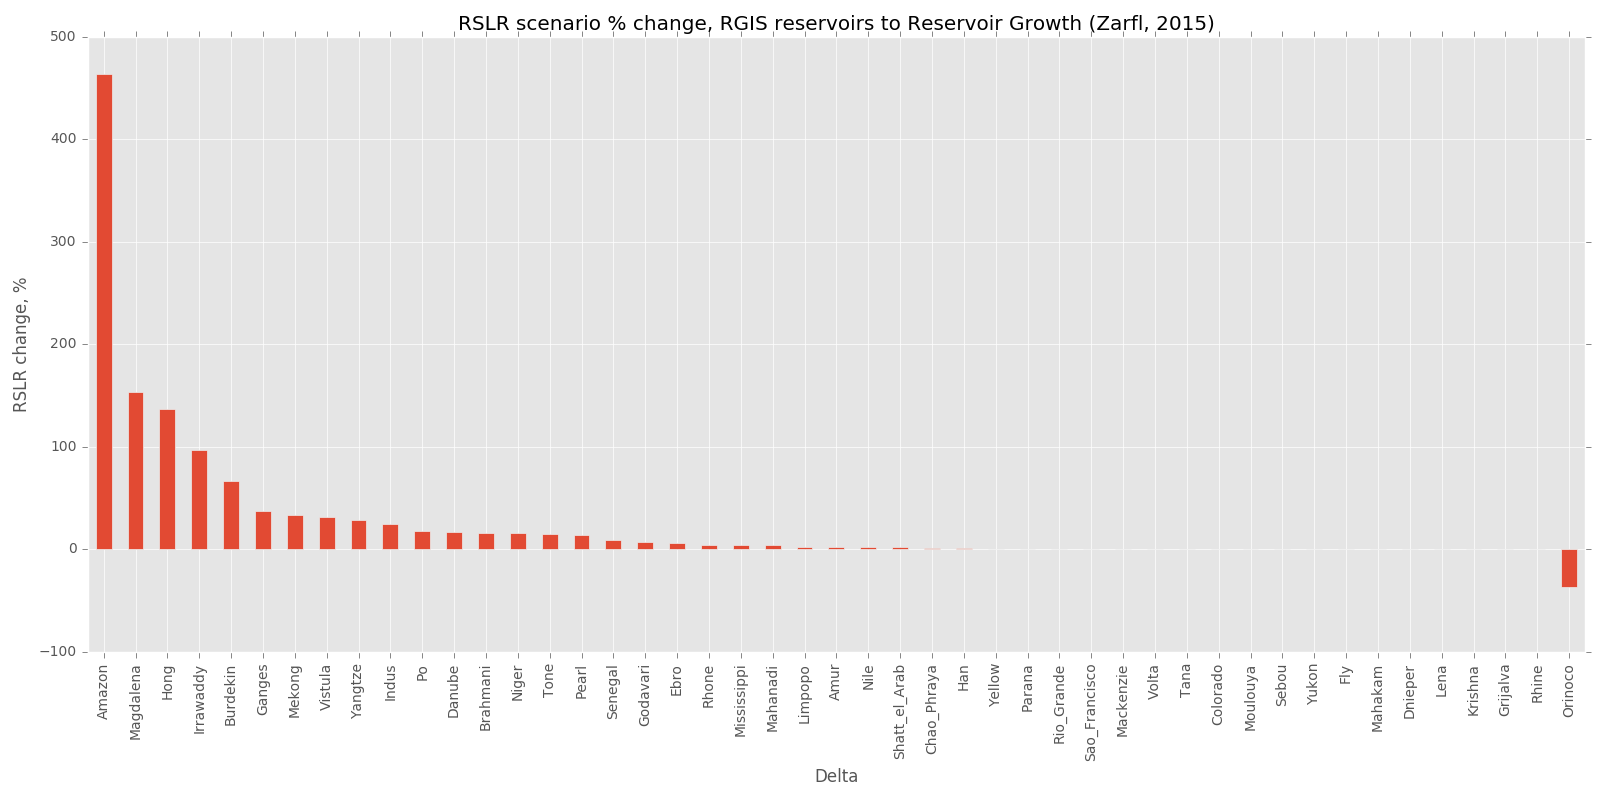 RSLR scenario % change, RGIS reservoirs to Reservoir Growth (Zarfl, 2015)
500
400
300
200
100
0
−100
RSLR change, %
Amazon
Magdalena
Hong
Irrawaddy
Burdekin
Ganges
Mekong
Vistula
Yangtze
Indus
Po
Danube
Brahmani
Niger
Tone
Pearl
Senegal
Godavari
Ebro
Rhone
Mississippi
Mahanadi
Limpopo
Amur
Nile
Shatt_el_Arab
Chao_Phraya
Han
Yellow
Parana
Rio_Grande
Sao_Francisco
Mackenzie
Volta
Tana
Colorado
Moulouya
Sebou
Yukon
Fly
Mahakam
Dnieper
Lena
Krishna
Grijalva
Rhine
Orinoco
Delta